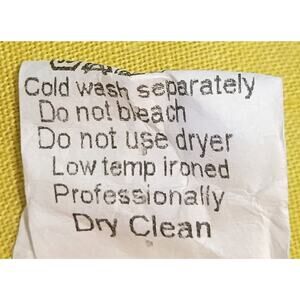 Cold wash separately
Do not bleach
Do not use dryer
Low temp ironed
Professionally
Dry Clean